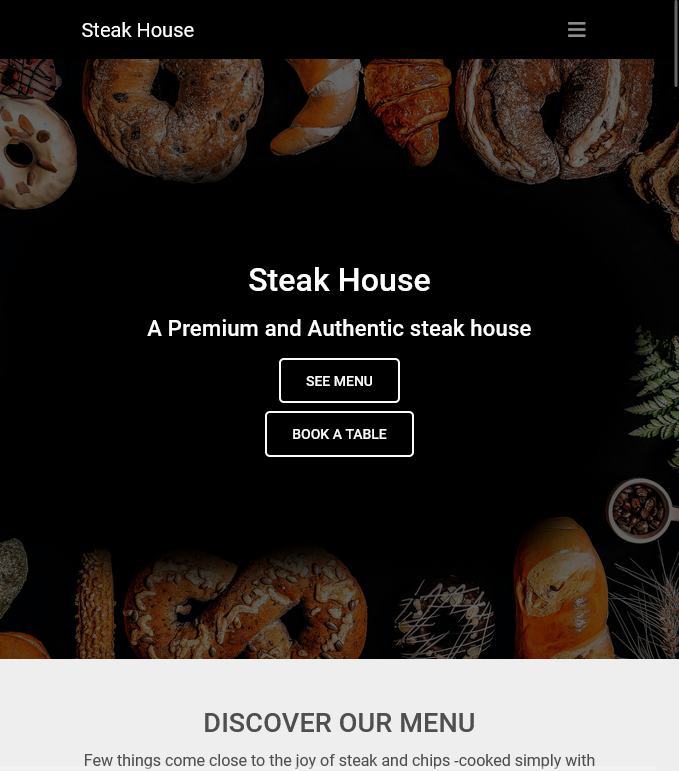 Steak House
Steak House
A Premium and Authentic steak house
SEE MENU
BOOK A TABLE
DISCOVER OUR MENU
Few things come close to the joy of steak and chips -cooked simply with